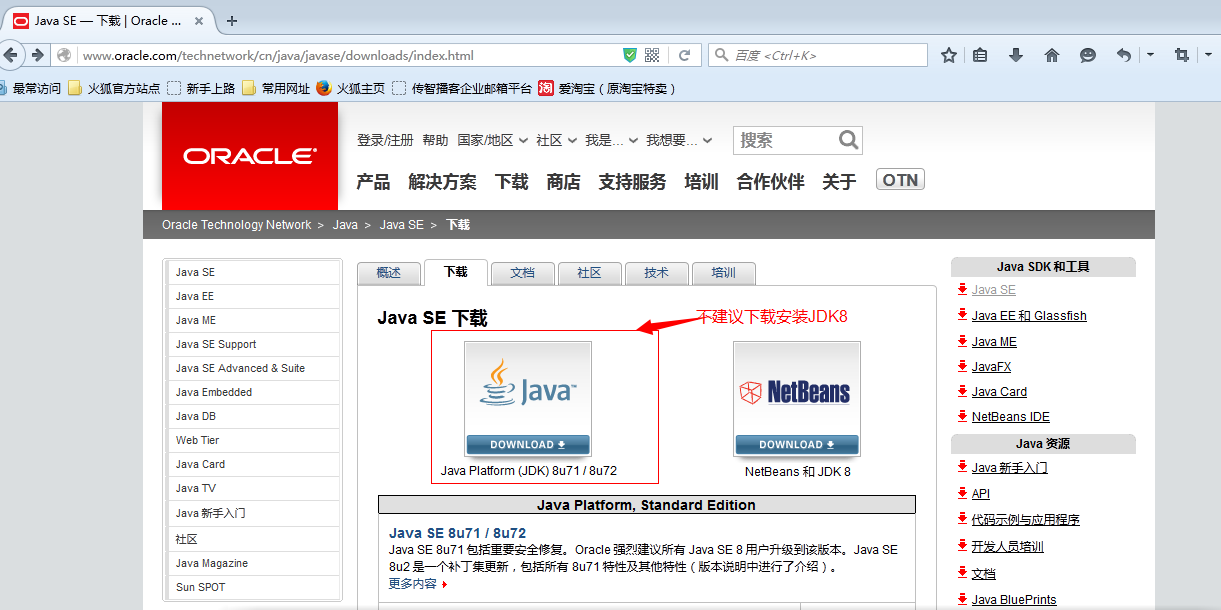 Java SE — 下载 | Oracle ...
www.oracle.com/technetwork/cn/java/javase/downloads/index.html
百度 <Ctrl+K>
最常访问 火狐官方站点 新手上路 常用网址 火狐主页 传智播客企业邮箱平台 淘 爱淘宝（原淘宝特卖）
ORACLE
登录/注册 帮助 国家/地区 社区 我是... 我想要...
搜索
产品 解决方案 下载 商店 支持服务 培训 合作伙伴 关于 OTN
Oracle Technology Network > Java > Java SE > 下载
Java SE
Java EE
Java ME
Java SE Support
Java SE Advanced & Suite
Java Embedded
Java DB
Web Tier
Java Card
Java TV
Java 新手入门
社区
Java Magazine
Sun SPOT
概述 下载 文档 社区 技术 培训
Java SE 下载
不建议下载安装JDK8
Java™
DOWNLOAD
Java Platform (JDK) 8u71 / 8u72
NetBeans
DOWNLOAD
NetBeans 和 JDK 8
Java Platform, Standard Edition
Java SE 8u71 / 8u72
Java SE 8u71 包括重要安全修复。Oracle 强烈建议所有 Java SE 8 用户升级到该版本。Java SE
8u2 是一个补丁集更新，包括所有 8u71 特性及其他特性（版本说明中进行了介绍）。
更多内容
Java SDK 和工具
Java SE
Java EE 和 Glassfish
Java ME
JavaFX
Java Card
NetBeans IDE
Java 资源
Java 新手入门
API
代码示例与应用程序
开发人员培训
文档
Java BluePrints